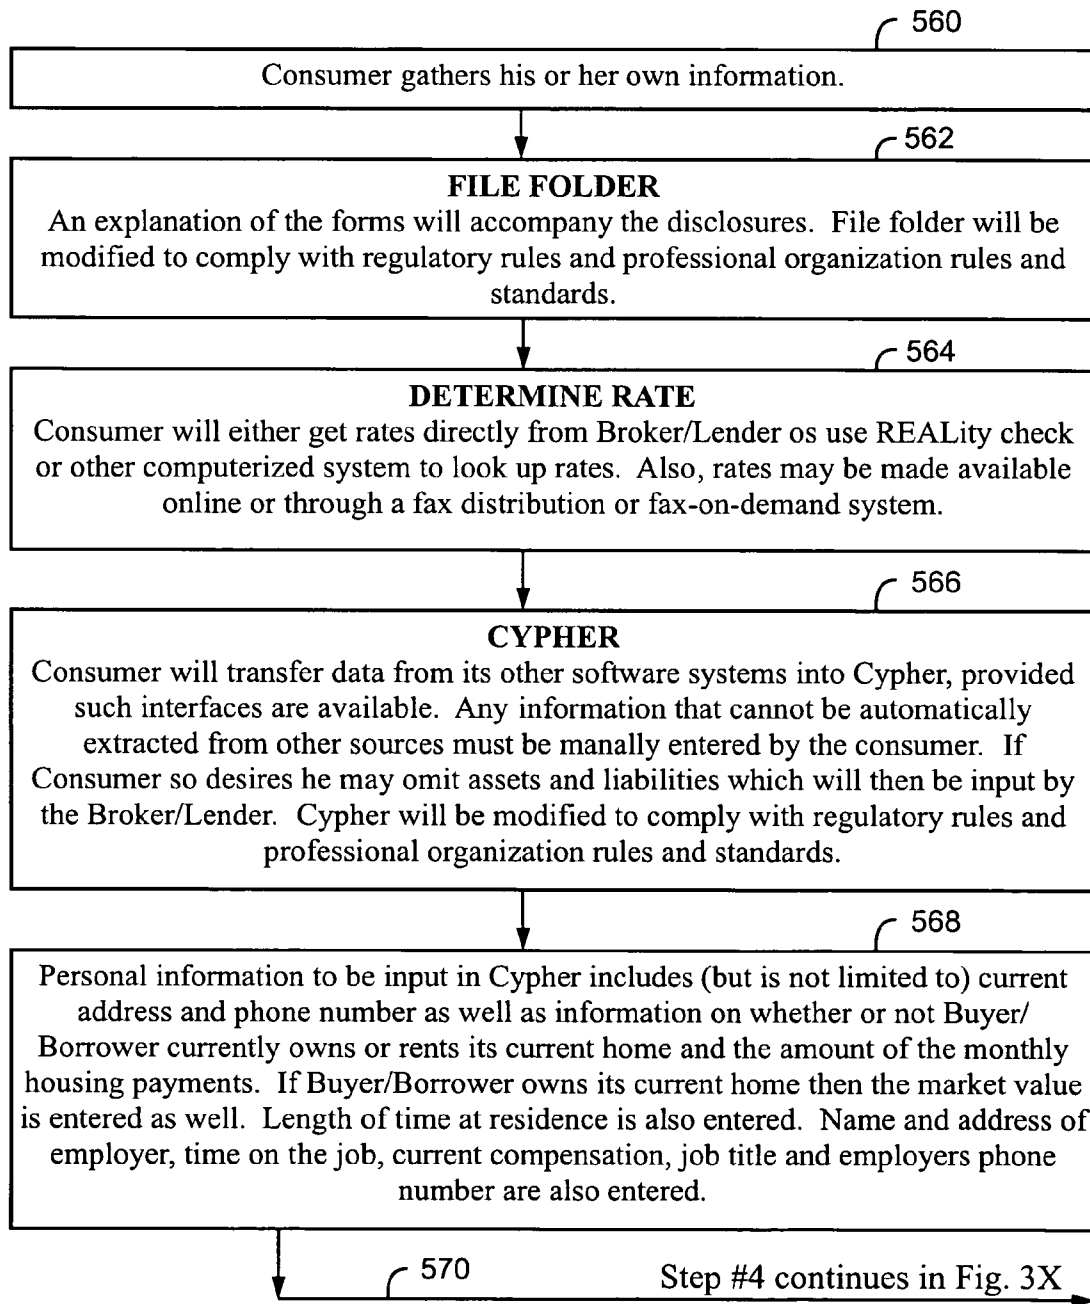 560
Consumer gathers his or her own information.
562
FILE FOLDER
An explanation of the forms will accompany the disclosures. File folder will be
modified to comply with regulatory rules and professional organization rules and
standards.
564
DETERMINE RATE
Consumer will either get rates directly from Broker/Lender os use REALity check
or other computerized system to look up rates. Also, rates may be made available
online or through a fax distribution or fax-on-demand system.
566
CYPHER
Consumer will transfer data from its other software systems into Cypher, provided
such interfaces are available. Any information that cannot be automatically
extracted from other sources must be manally entered by the consumer. If
Consumer so desires he may omit assets and liabilities which will then be input by
the Broker/Lender. Cypher will be modified to comply with regulatory rules and
professional organization rules and standards.
568
Personal information to be input in Cypher includes (but is not limited to) current
address and phone number as well as information on whether or not Buyer/
Borrower currently owns or rents its current home and the amount of the monthly
housing payments. If Buyer/Borrower owns its current home then the market value
is entered as well. Length of time at residence is also entered. Name and address of
employer, time on the job, current compensation, job title and employers phone
number are also entered.
570
Step #4 continues in Fig. 3X